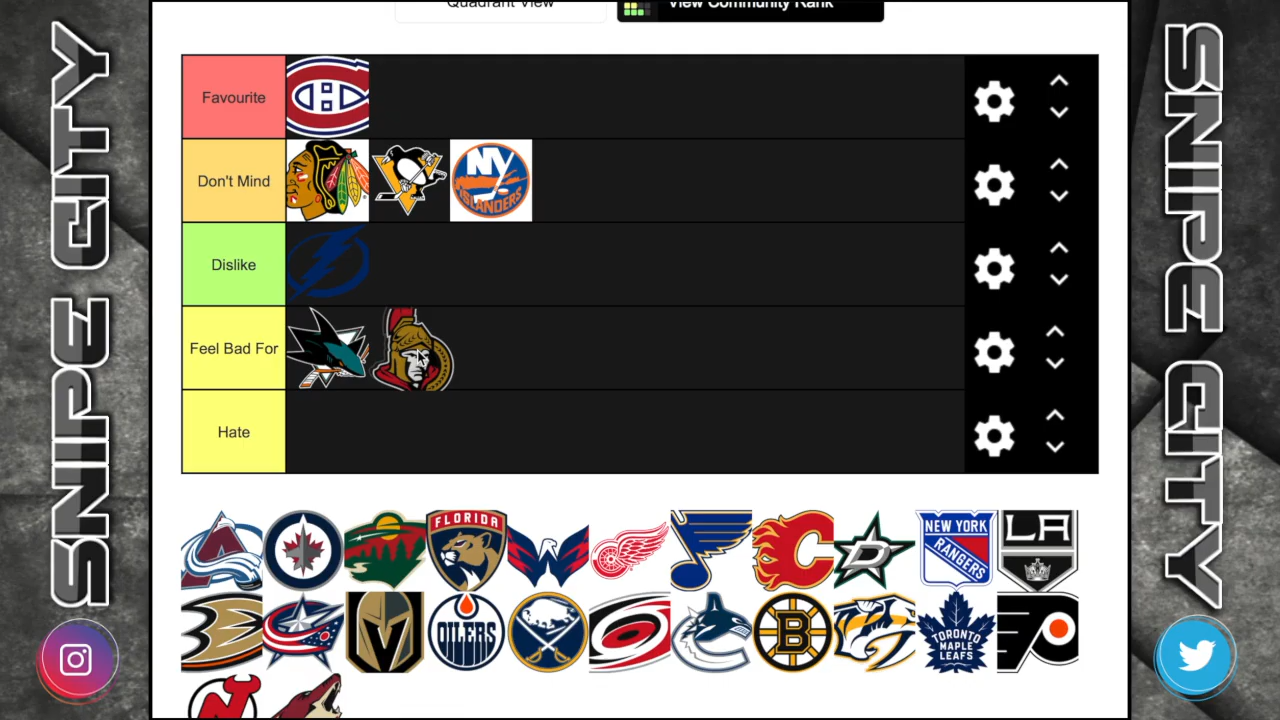 Quadrant View
View Community Rank
Favourite
Don't Mind
NY
ISLANDERS
Dislike
Feel Bad For
Hate
FLORIDA
NEW YORK
RANGERS
LA
OILERS
B
TORONTO
MAPLE
LEAFS
SNIPE CITY
SNIPE CITY